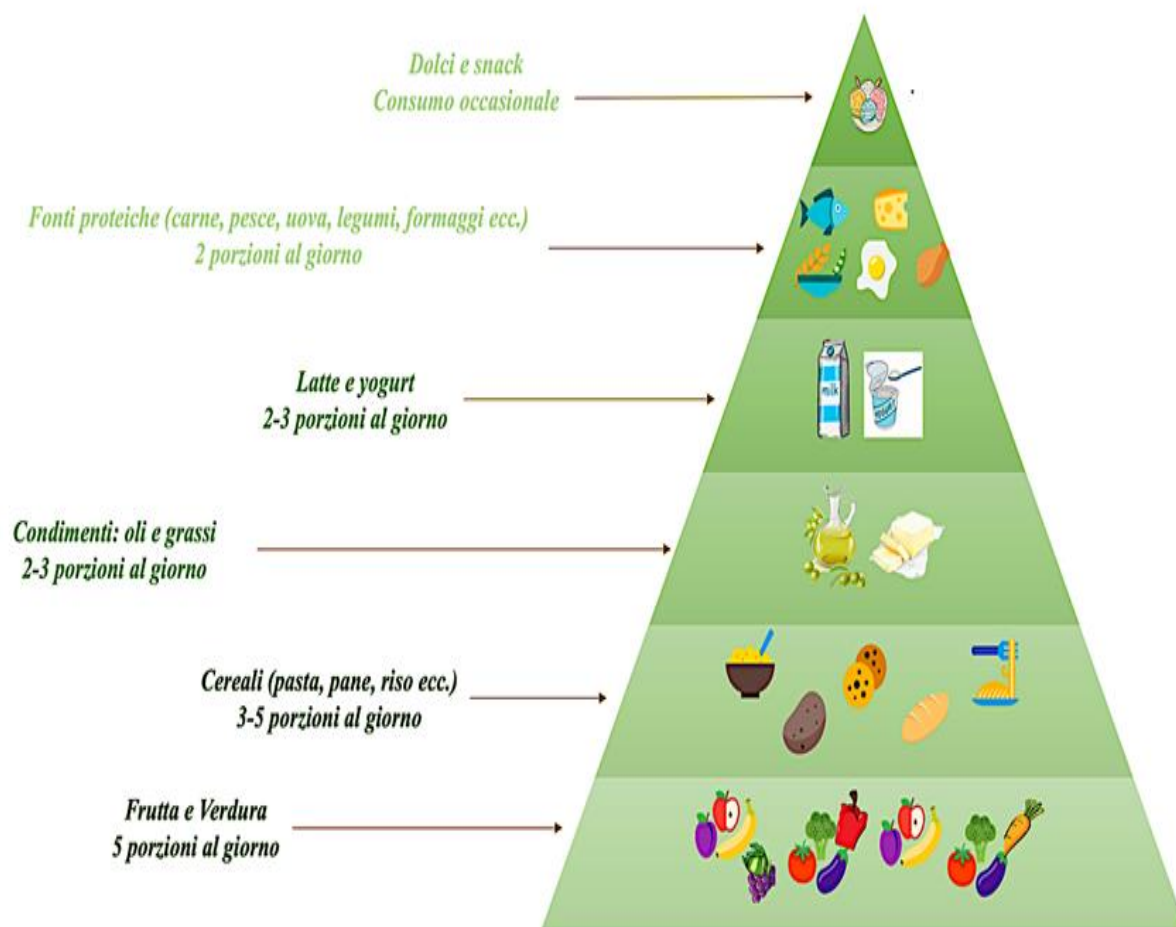 Dolci e snack
Consumo occasionale
Fonti proteiche (carne, pesce, uova, legumi, formaggi ecc.)
2 porzioni al giorno
Latte e yogurt
2-3 porzioni al giorno
milk
Condimenti: oli e grassi
2-3 porzioni al giorno
Cereali (pasta, pane, riso ecc.)
3-5 porzioni al giorno
Frutta e Verdura
5 porzioni al giorno